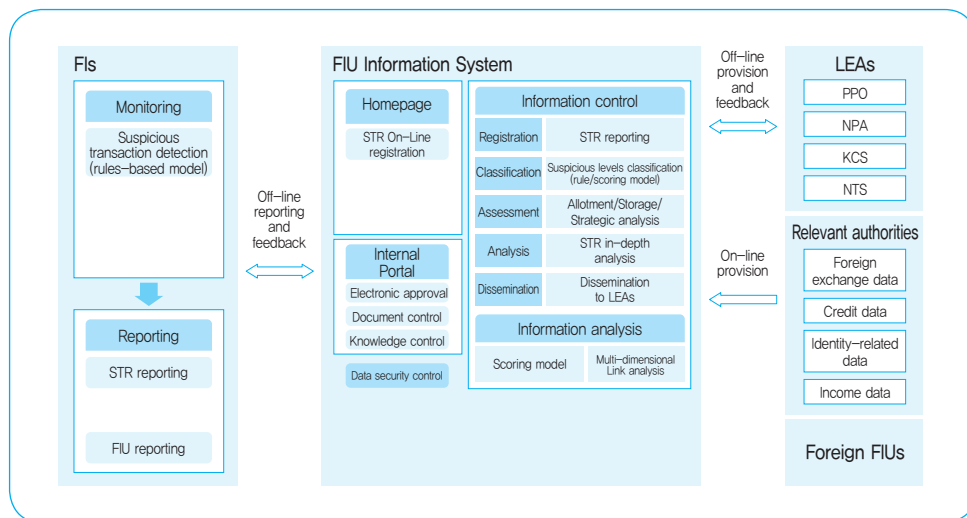 FIs
Monitoring
Suspicious
transaction detection
(rules-based model)
Reporting
STR reporting
FIU reporting
Off-line
reporting
and
feedback
FIU Information System
Homepage
STR On-Line
registration
Internal
Portal
Electronic approval
Document control
Knowledge control
Data security control
Information control
Registration
STR reporting
Classification
Suspicious levels classification
(rule/scoring model)
Assessment
Allotment/Storage/
Strategic analysis
Analysis
STR in-depth
analysis
Dissemination
Dissemination
to LEAs
Information analysis
Scoring model
Multi-dimensional
Link analysis
Off-line
provision
and
feedback
On-line
provision
LEAs
PPO
NPA
KCS
NTS
Relevant authorities
Foreign
exchange data
Credit data
Identity-related
data
Income data
Foreign FIUs